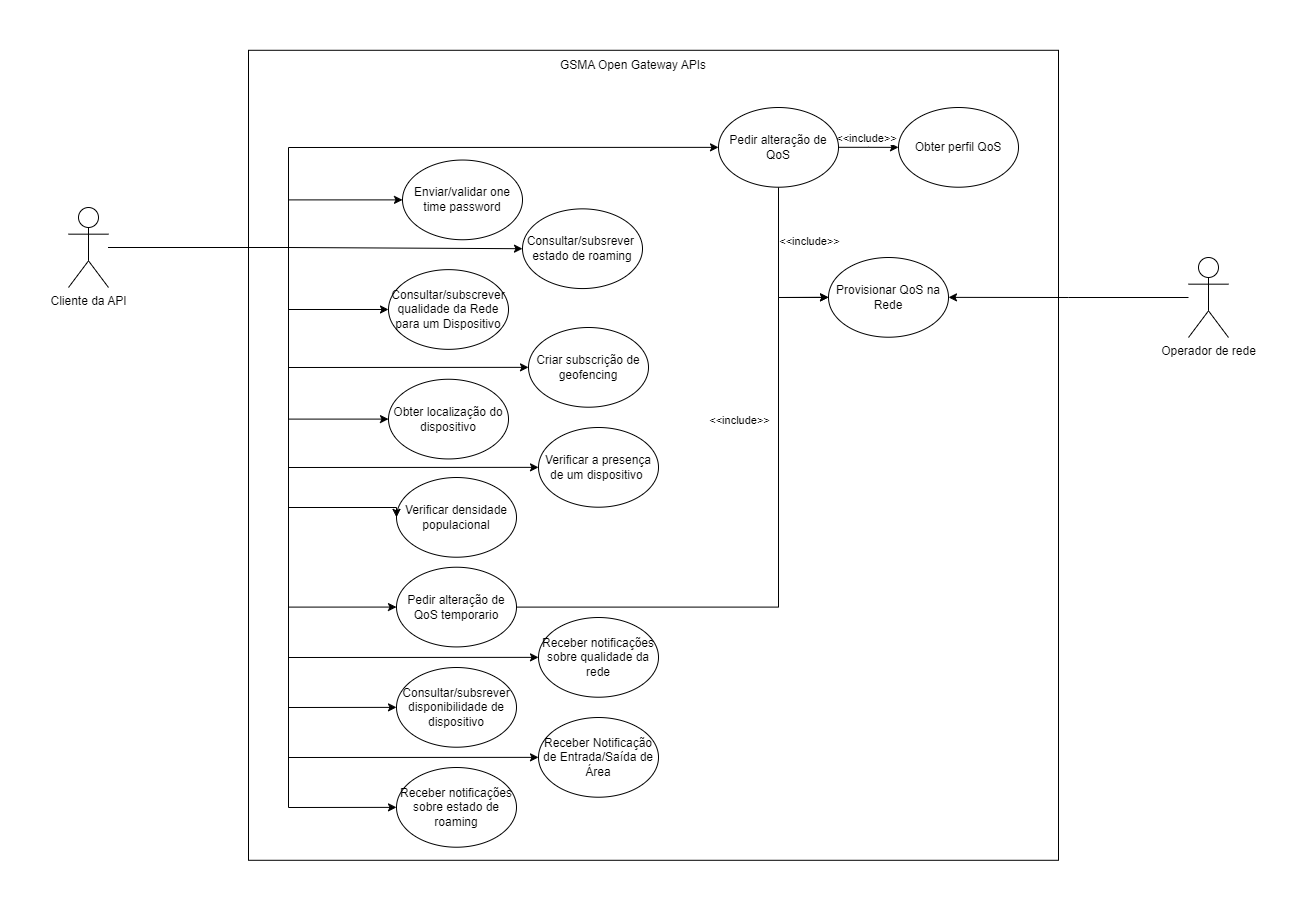 GSMA Open Gateway APIs
Pedir alteração de
QoS
<<include>>
Obter perfil QoS
Enviar/validar one
time password
Consultar/subsrever
estado de roaming
<<include>>
Cliente da API
Consultar/subscrever
qualidade da Rede
para um Dispositivo
Provisionar QoS na
Rede
Operador de rede
Criar subscrição de
geofencing
Obter localização do
dispositivo
<<include>>
Verificar a presença
de um dispositivo
Verificar densidade
populacional
Pedir alteração de
QoS temporario
Receber notificações
sobre qualidade da
rede
Consultar/subsrever
disponibilidade de
dispositivo
Receber Notificação
de Entrada/Saída de
Área
Receber notificações
sobre estado de
roaming